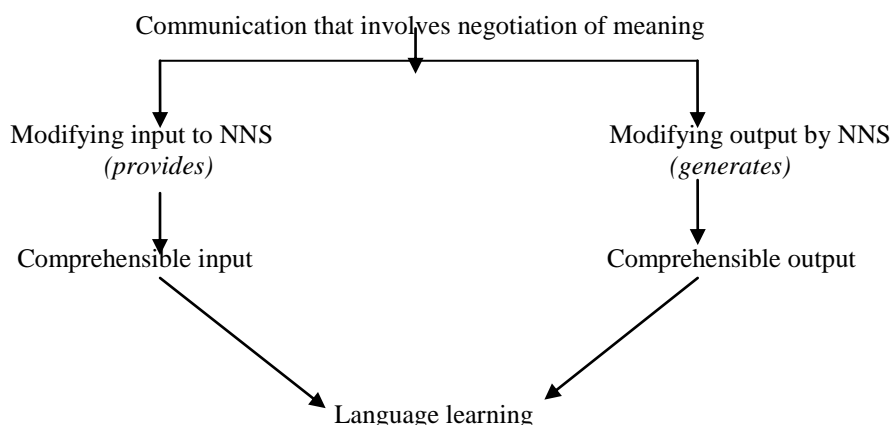 Communication that involves negotiation of meaning
Modifying input to NNS
(provides)
Modifying output by NNS
(generates)
Comprehensible input
Comprehensible output
Language learning